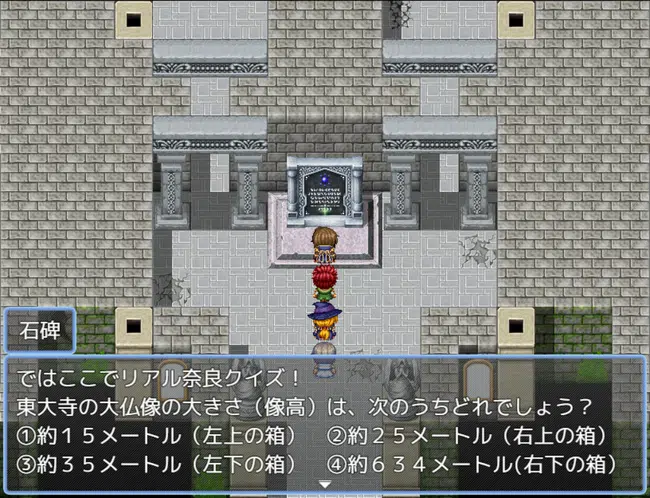 石碑
ではここでリアル奈良クイズ！
東大寺の大仏像の大きさ（像高）は、次のうちどれでしょう？
①約１５メートル（左上の箱）　②約２５メートル（右上の箱）
③約３５メートル（左下の箱）　④約６３４メートル(右下の箱）